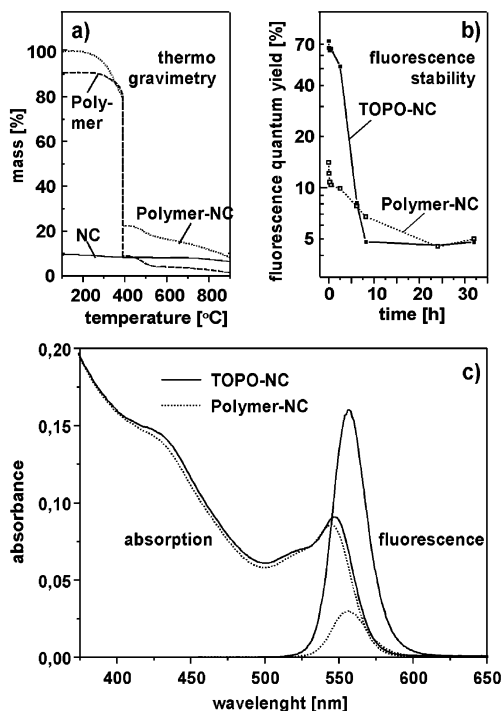 a)
thermo
gravimetry
100
80
60
40
20
0
mass [%]
Poly-
mer
Polymer-NC
NC
200 400 600 800
temperature [°C]
b)
fluorescence
stability
70
50
20
10
5
fluorescence quantum yield [%]
TOPO-NC
Polymer-NC
0 10 20 30
time [h]
c)
0,20
0,15
0,10
0,05
0,00
absorbance
TOPO-NC
Polymer-NC
absorption
fluorescence
400 450 500 550 600 650
wavelenght [nm]